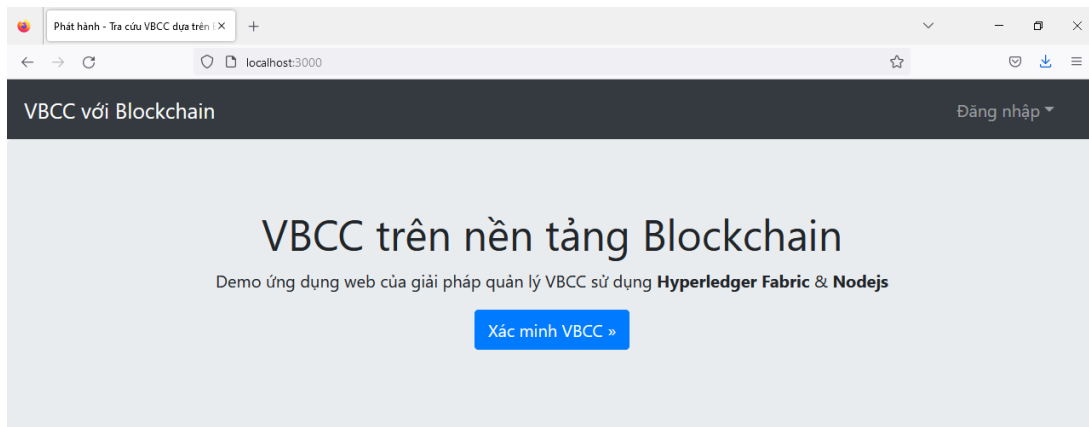 Phát hành - Tra cứu VBCC dựa trên
localhost:3000
VBCC với Blockchain
Đăng nhập
VBCC trên nền tảng Blockchain
Demo ứng dụng web của giải pháp quản lý VBCC sử dụng Hyperledger Fabric & Nodejs
Xác minh VBCC »